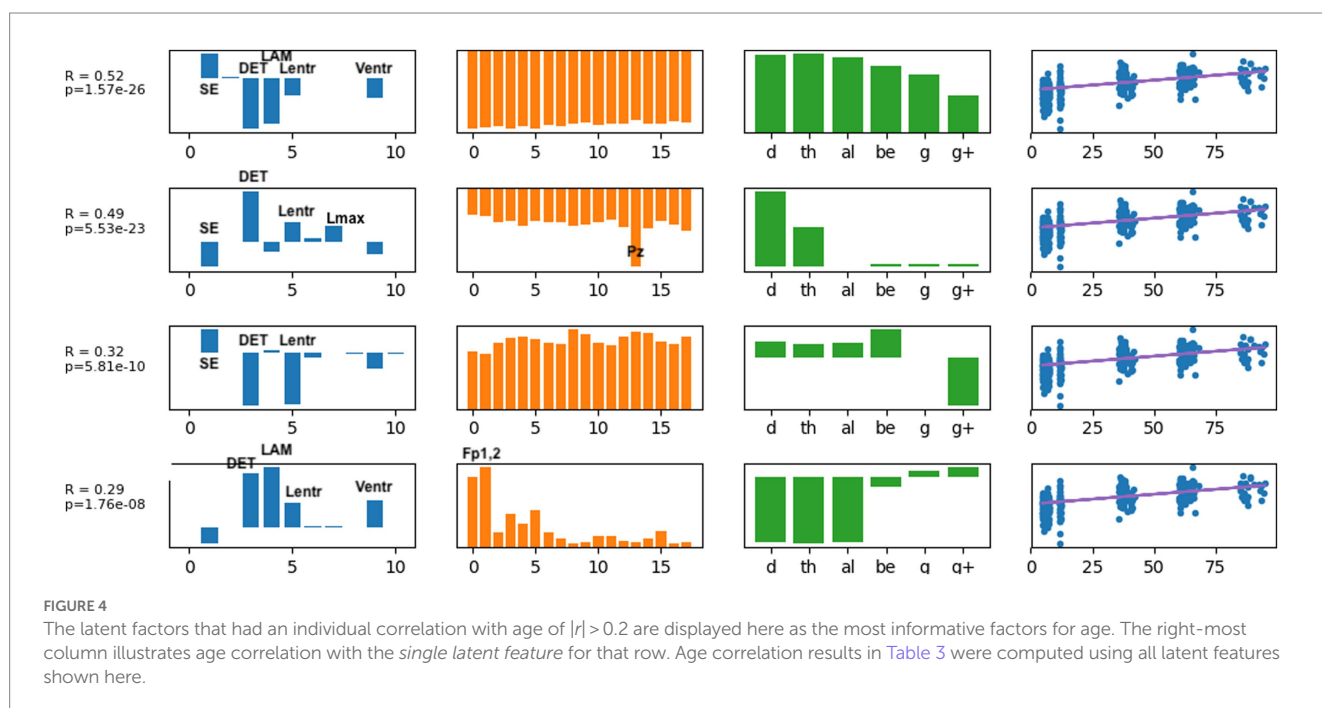 LAM
DET Lentr Ventr
R = 0.52
p=1.57e-26
SE
0 5 10 0 5 10 15 d th al be g g+ 0 25 50 75
DET
Lentr Lmax
R = 0.49
p=5.53e-23
SE
Pz
0 5 10 0 5 10 15 d th al be g g+ 0 25 50 75
DET Lentr
R = 0.32
p=5.81e-10
SE
0 5 10 0 5 10 15 d th al be g g+ 0 25 50 75
LAM Fp1,2
DET
Lentr Ventr
R = 0.29
p=1.76e-08
0 5 10 0 5 10 15 d th al be g g+ 0 25 50 75
FIGURE 4
The latent factors that had an individual correlation with age of |r| > 0.2 are displayed here as the most informative factors for age. The right-most
column illustrates age correlation with the single latent feature for that row. Age correlation results in Table 3 were computed using all latent features
shown here.